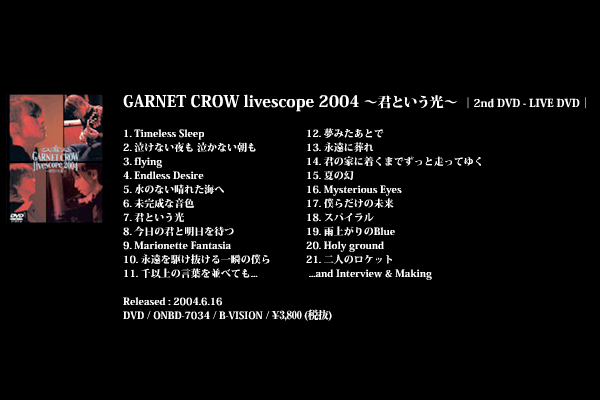 GARNET CROW livescope 2004 ～君という光～ | 2nd DVD - LIVE DVD |
GARNET CROW
livescope 2004
DVD
1. Timeless Sleep
2. 泣けない夜も 泣かない朝も
3. flying
4. Endless Desire
5. 水のない晴れた海へ
6. 未完成な音色
7. 君という光
8. 今日の君と明日を待つ
9. Marionette Fantasia
10. 永遠を駆け抜ける一瞬の僕ら
11. 千以上の言葉を並べても...
12. 夢みたあとで
13. 永遠に葬れ
14. 君の家に着くまでずっと走ってゆく
15. 夏の幻
16. Mysterious Eyes
17. 僕らだけの未来
18. スパイラル
19. 雨上がりのBlue
20. Holy ground
21. 二人のロケット
...and Interview & Making
Released : 2004.6.16
DVD / ONBD-7034 / B-VISION / ¥3,800 (税抜)